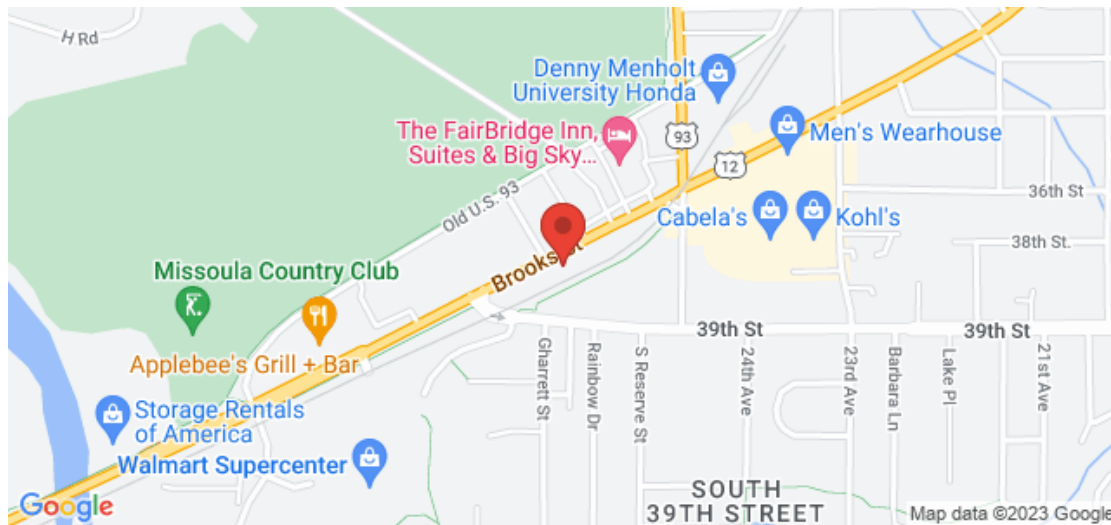 H Rd
Denny Menholt
University Honda
The FairBridge Inn,
Suites & Big Sky...
93
12
Men's Wearhouse
36th St
Old U.S. 93
Cabela's
Kohl's
38th St.
Brooks St
Missoula Country Club
39th St
39th St
Applebee's Grill + Bar
Gharrett St
Rainbow Dr
S Reserve St
24th Ave
23rd Ave
Barbara Ln
Lake Pl
21st Ave
Storage Rentals
of America
Walmart Supercenter
SOUTH
39TH STREET
Google
Map data ©2023 Google